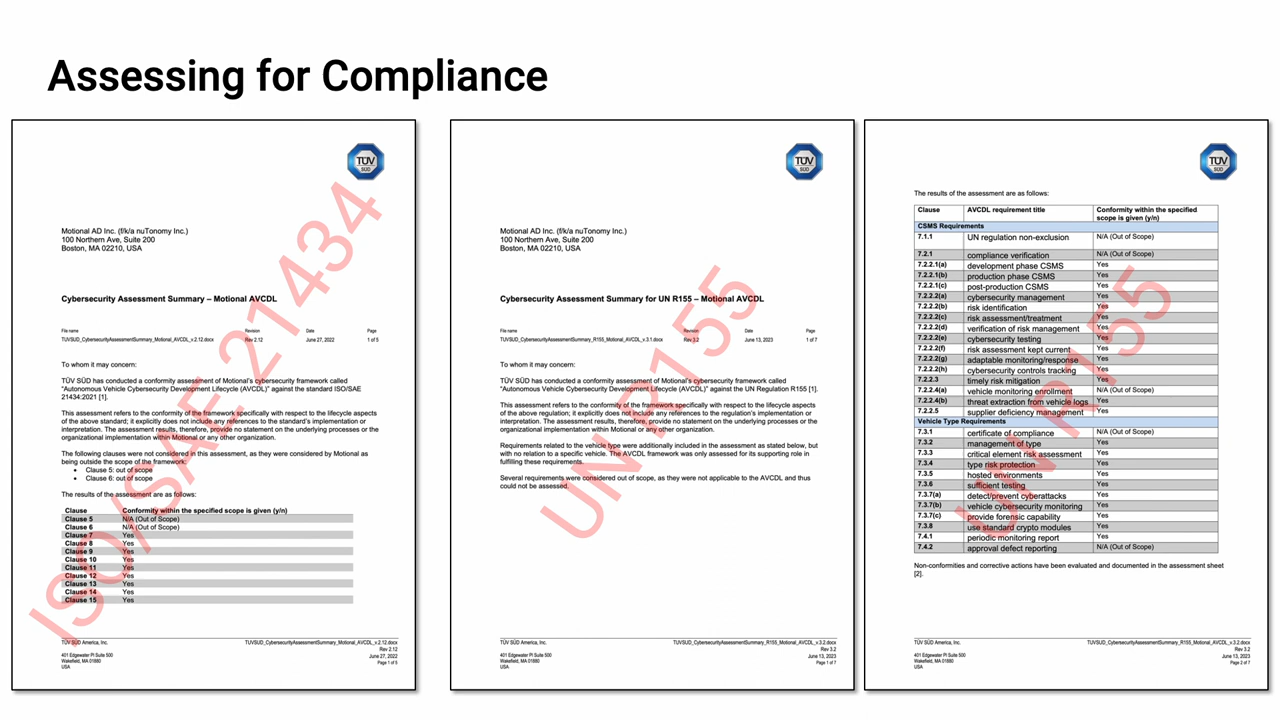 Assessing for Compliance
TÜV
SÜD
Motional AD Inc. (f/k/a nuTonomy Inc.)
100 Northern Ave, Suite 200
Boston, MA 02210, USA
Cybersecurity Assessment Summary – Motional AVCDL
File name Revision Date Page
TUVSUD_CybersecurityAssessmentSummary_Motional_AVCDL_v.2.12.docx Rev 2.12 June 27, 2022 1 of 5
To whom it may concern:
TÜV SÜD has conducted a conformity assessment of Motional's cybersecurity framework called
"Autonomous Vehicle Cybersecurity Development Lifecycle (AVCDL)" against the standard ISO/SAE
21434:2021 [1].
This assessment refers to the conformity of the framework specifically with respect to the lifecycle aspects
of the above standard; it explicitly does not include any references to the standard's implementation or
interpretation. The assessment results, therefore, provide no statement on the underlying processes or the
organizational implementation within Motional or any other organization.
The following clauses were not considered in this assessment, as they were considered by Motional as
being outside the scope of the framework:
• Clause 5: out of scope
• Clause 6: out of scope
The results of the assessment are as follows:
Clause Conformity within the specified scope is given (y/n)
Clause 5 N/A (Out of Scope)
Clause 6 N/A (Out of Scope)
Clause 7 Yes
Clause 8 Yes
Clause 9 Yes
Clause 10 Yes
Clause 11 Yes
Clause 12 Yes
Clause 13 Yes
Clause 14 Yes
Clause 15 Yes
ISO/SAE 21434
TÜV SÜD America, Inc. TUVSUD_CybersecurityAssessmentSummary_Motional_AVCDL_v.2.12.docx
Rev 2.12
401 Edgewater Pl Suite 500 June 27, 2022
Wakefield, MA 01880 Page 1 of 5
USA
TÜV
SÜD
Motional AD Inc. (f/k/a nuTonomy Inc.)
100 Northern Ave, Suite 200
Boston, MA 02210, USA
Cybersecurity Assessment Summary for UN R155 – Motional AVCDL
File name Revision Date Page
TUVSUD_CybersecurityAssessmentSummary_R155_Motional_AVCDL_v.3.1.docx Rev 3.2 June 13, 2023 1 of 7
To whom it may concern:
TÜV SÜD has conducted a conformity assessment of Motional's cybersecurity framework called
"Autonomous Vehicle Cybersecurity Development Lifecycle (AVCDL)" against the UN Regulation R155 [1].
This assessment refers to the conformity of the framework specifically with respect to the lifecycle aspects
of the above regulation; it explicitly does not include any references to the regulation's implementation or
interpretation. The assessment results, therefore, provide no statement on the underlying processes or the
organizational implementation within Motional or any other organization.
Requirements related to the vehicle type were additionally included in the assessment as stated below, but
with no relation to a specific vehicle. The AVCDL framework was only assessed for its supporting role in
fulfilling these requirements.
Several requirements were considered out of scope, as they were not applicable to the AVCDL and thus
could not be assessed.
UN R155
TÜV SÜD America, Inc. TUVSUD_CybersecurityAssessmentSummary_R155_Motional_AVCDL_v.3.2.docx
Rev 3.2
401 Edgewater Pl Suite 500 June 13, 2023
Wakefield, MA 01880 Page 1 of 7
USA
TÜV
SÜD
The results of the assessment are as follows:
Clause AVCDL requirement title Conformity within the specified
scope is given (y/n)
CSMS Requirements
7.1.1 UN regulation non-exclusion N/A (Out of Scope)
7.2.1 compliance verification N/A (Out of Scope)
7.2.2.1(a) development phase CSMS Yes
7.2.2.1(b) production phase CSMS Yes
7.2.2.1(c) post-production CSMS Yes
7.2.2.2(a) cybersecurity management Yes
7.2.2.2(b) risk identification Yes
7.2.2.2(c) risk assessment/treatment Yes
7.2.2.2(d) verification of risk management Yes
7.2.2.2(e) cybersecurity testing Yes
7.2.2.2(f) risk assessment kept current Yes
7.2.2.2(g) adaptable monitoring/response Yes
7.2.2.2(h) cybersecurity controls tracking Yes
7.2.2.3 timely risk mitigation Yes
7.2.2.4(a) vehicle monitoring enrollment N/A (Out of Scope)
7.2.2.4(b) threat extraction from vehicle logs Yes
7.2.2.5 supplier deficiency management Yes
Vehicle Type Requirements
7.3.1 certificate of compliance N/A (Out of Scope)
7.3.2 management of type Yes
7.3.3 critical element risk assessment Yes
7.3.4 type risk protection Yes
7.3.5 hosted environments Yes
7.3.6 sufficient testing Yes
7.3.7(a) detect/prevent cyberattacks Yes
7.3.7(b) vehicle cybersecurity monitoring Yes
7.3.7(c) provide forensic capability Yes
7.3.8 use standard crypto modules Yes
7.4.1 periodic monitoring report Yes
7.4.2 approval defect reporting N/A (Out of Scope)
Non-conformities and corrective actions have been evaluated and documented in the assessment sheet
[2].
UN R155
TÜV SÜD America, Inc. TUVSUD_CybersecurityAssessmentSummary_R155_Motional_AVCDL_v.3.2.docx
Rev 3.2
401 Edgewater Pl Suite 500 June 13, 2023
Wakefield, MA 01880 Page 2 of 7
USA